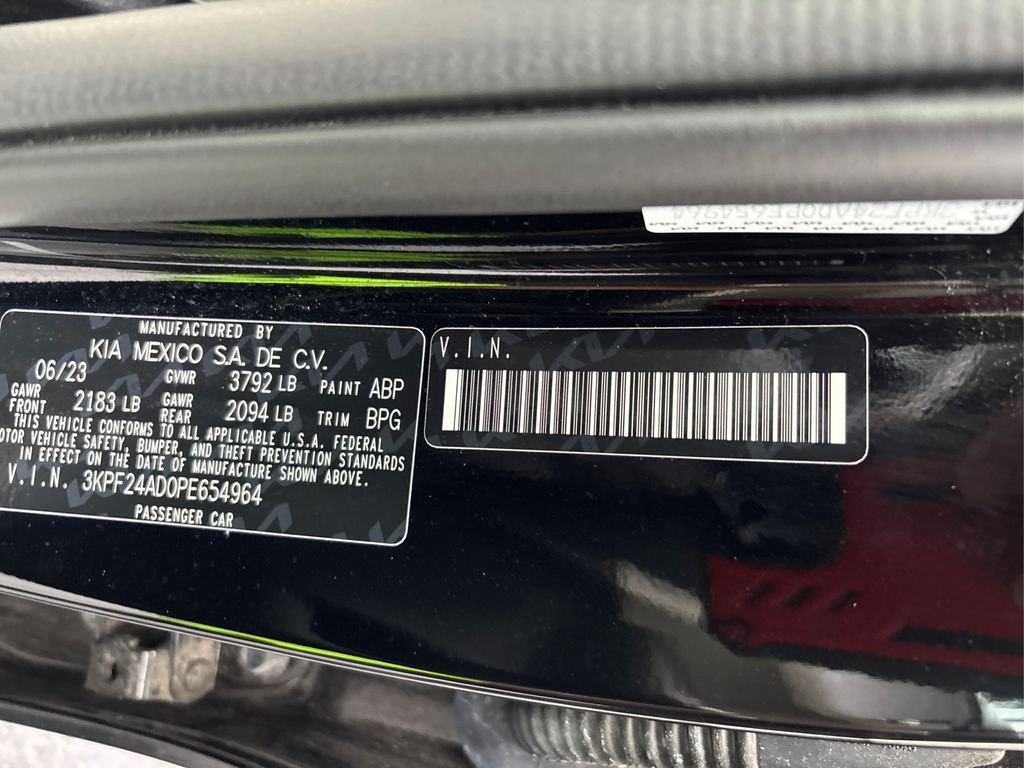 MANUFACTURED BY
KIA MEXICO S.A. DE C.V.
06/23 GVWR 3792 LB PAINT ABP
GAWR FRONT 2183 LB GAWR REAR 2094 LB TRIM BPG
THIS VEHICLE CONFORMS TO ALL APPLICABLE U.S.A. FEDERAL
MOTOR VEHICLE SAFETY, BUMPER, AND THEFT PREVENTION STANDARDS
IN EFFECT ON THE DATE OF MANUFACTURE SHOWN ABOVE.
V.I.N. 3KPF24AD0PE654964
PASSENGER CAR
V.I.N.